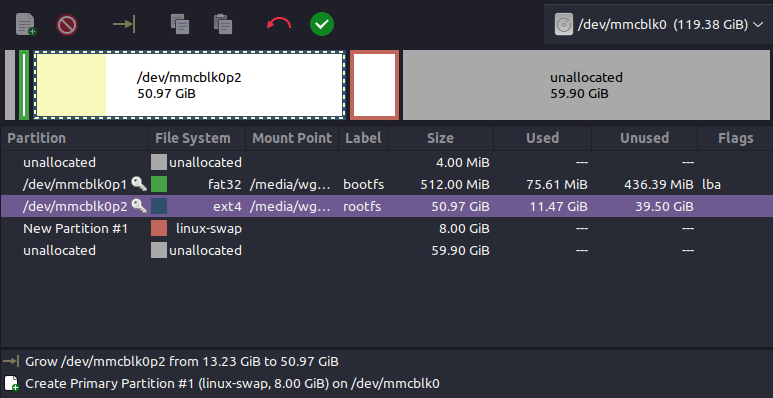 /dev/mmcblk0 (119.38 GiB)
/dev/mmcblk0p2
50.97 GiB
unallocated
59.90 GiB
Partition File System Mount Point Label Size Used Unused Flags
unallocated unallocated 4.00 MiB --- ---
/dev/mmcblk0p1 fat32 /media/wg... bootfs 512.00 MiB 75.61 MiB 436.39 MiB lba
/dev/mmcblk0p2 ext4 /media/wg... rootfs 50.97 GiB 11.47 GiB 39.50 GiB
New Partition #1 linux-swap 8.00 GiB --- ---
unallocated unallocated 59.90 GiB --- ---
Grow /dev/mmcblk0p2 from 13.23 GiB to 50.97 GiB
Create Primary Partition #1 (linux-swap, 8.00 GiB) on /dev/mmcblk0